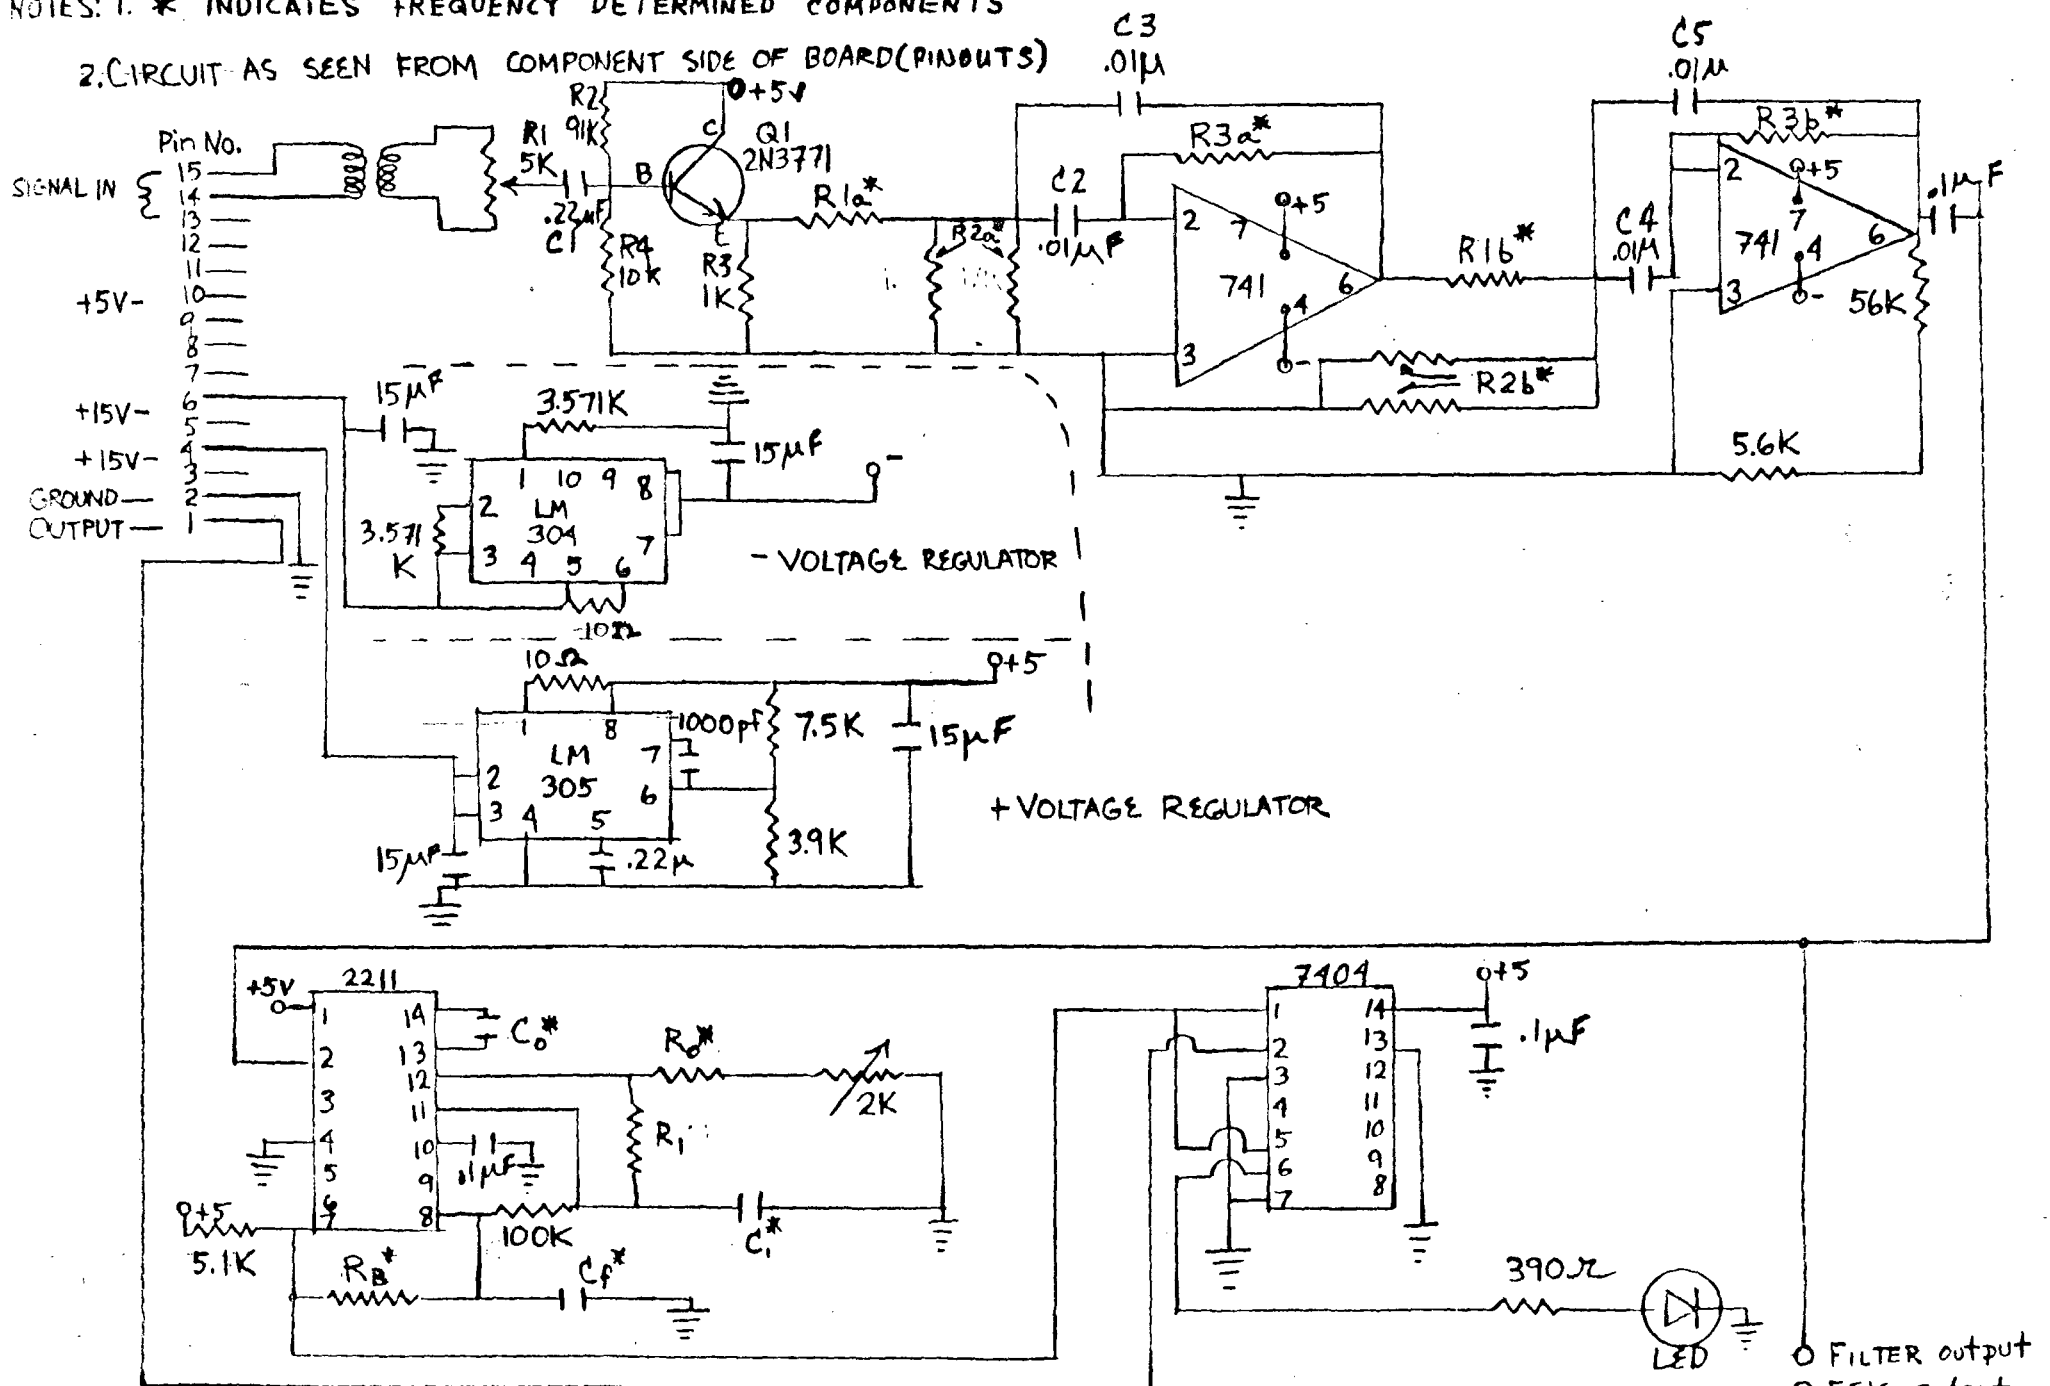 NOTES: 1. * INDICATES FREQUENCY DETERMINED COMPONENTS
2. CIRCUIT AS SEEN FROM COMPONENT SIDE OF BOARD (PINOUTS)
Pin No.
SIGNAL IN
15
14
13
12
11
+5V- 10
9
8
7
6
+15V-
5
+15V- 4
3
GROUND— 2
OUTPUT— 1
R1
5K
.22µF
C1
R2
91K
R4
10K
+5V
Q1
2N3771
B
C
E
R3
1K
R1a*
R2a*
C2
.01µF
C3
.01µ
R3a*
2
7
+5
741
6
4
-
3
R1b*
R2b*
C4
.01µ
C5
.01µ
R3b*
2
+5
7
741
4
6
-
3
.1µF
56K
5.6K
15µF
3.571K
15µF
-
1 10 9 8
2
LM
304
7
3
4 5 6
3.571
K
10Ω
- VOLTAGE REGULATOR
10Ω
+5
1 8
1000pf
7.5K
15µF
LM
305
7
2
6
3
4 5
15µF
.22µ
3.9K
+ VOLTAGE REGULATOR
2211
+5V
1 14
2 13
12
3 11
4 10
5 9
6
7 8
C0*
R0*
2K
R1
.1µF
100K
C1*
+5
5.1K
RB*
Cf*
7404
+5
1 14
2 13
3 12
4 11
5 10
6 9
7 8
.1µF
390Ω
LED
FILTER output